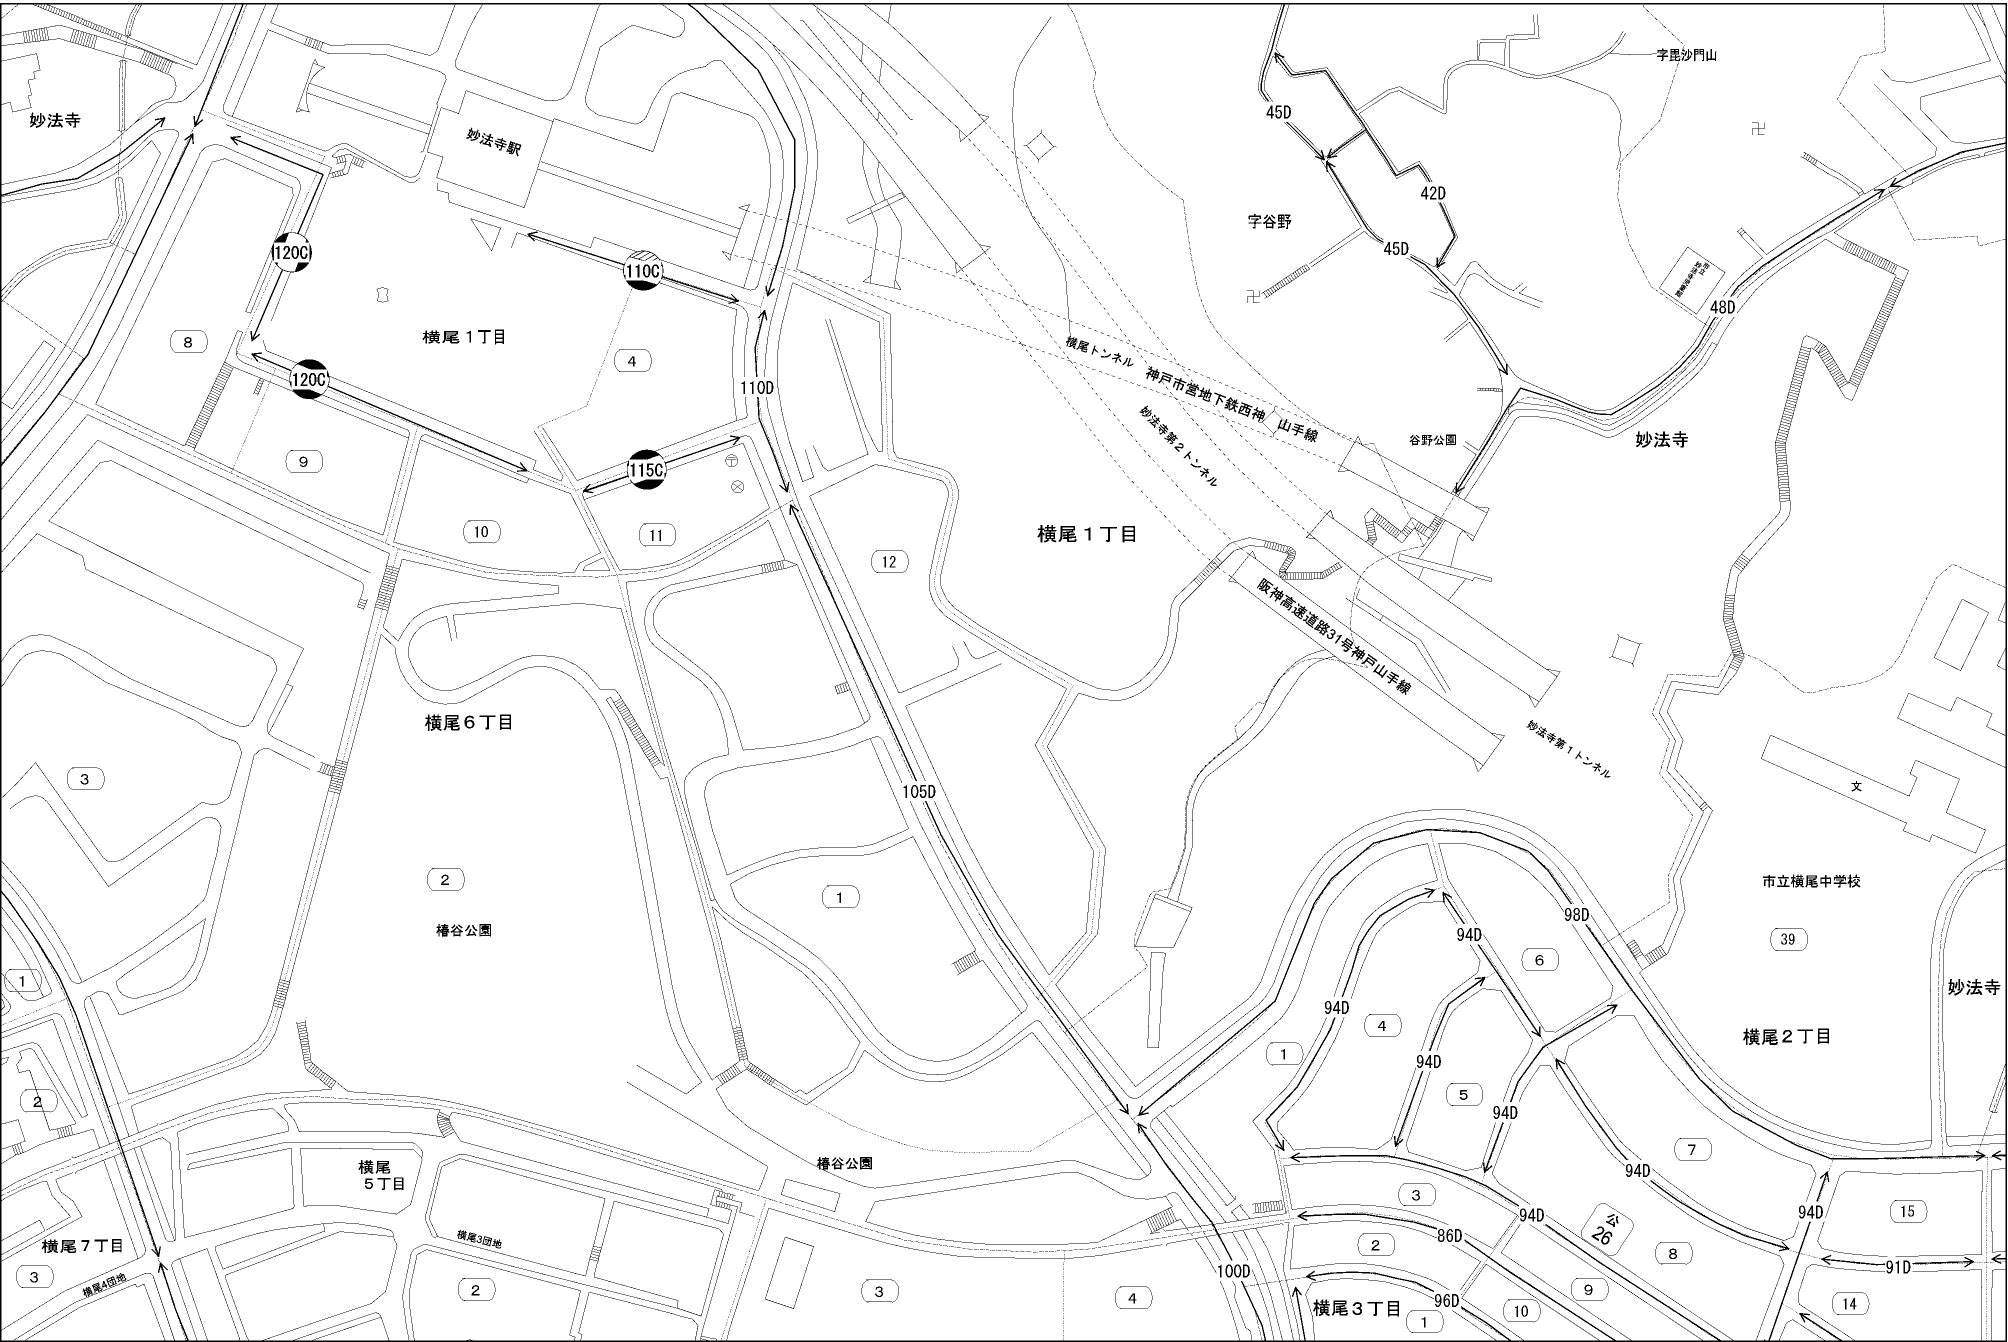 字毘沙門山
45D
妙法寺
妙法寺駅
42D
字谷野
120C
45D
110C
市立
48D
横尾1丁目
8
4
横尾トンネル
神戸市営地下鉄西神
山手線
120C
110D
妙法寺第2トンネル
谷野公園
妙法寺
9
115C
10
11
横尾1丁目
12
阪神高速道路31号神戸山手線
横尾6丁目
妙法寺第1トンネル
3
105D
文
2
市立横尾中学校
1
98D
椿谷公園
94D
39
6
1
妙法寺
94D
4
横尾2丁目
1
94D
5
2
94D
7
横尾
5丁目
椿谷公園
94D
3
94D
94D
15
公
26
横尾3団地
86D
横尾7丁目
2
8
91D
3
横尾4団地
100D
2
3
4
9
96D
横尾3丁目
10
14
1